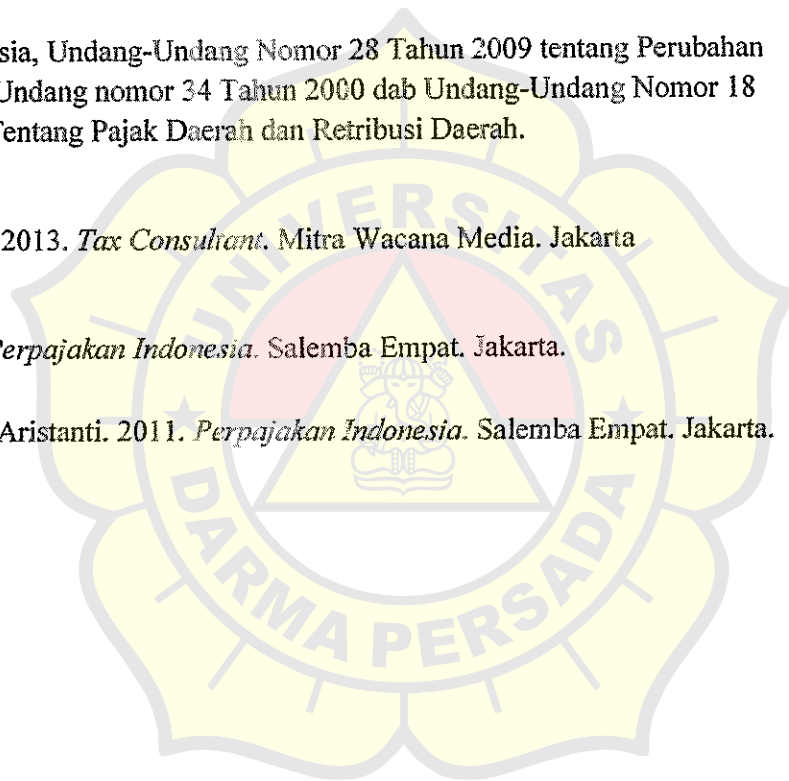 sia, Undang-Undang Nomor 28 Tahun 2009 tentang Perubahan
Undang nomor 34 Tahun 2000 dab Undang-Undang Nomor 18
Tentang Pajak Daerah dan Retribusi Daerah.
2013. Tax Consultant. Mitra Wacana Media. Jakarta
Perpajakan Indonesia. Salemba Empat. Jakarta.
Aristanti. 2011. Perpajakan Indonesia. Salemba Empat. Jakarta.
UNIVERSITAS
DARMA PERSADA